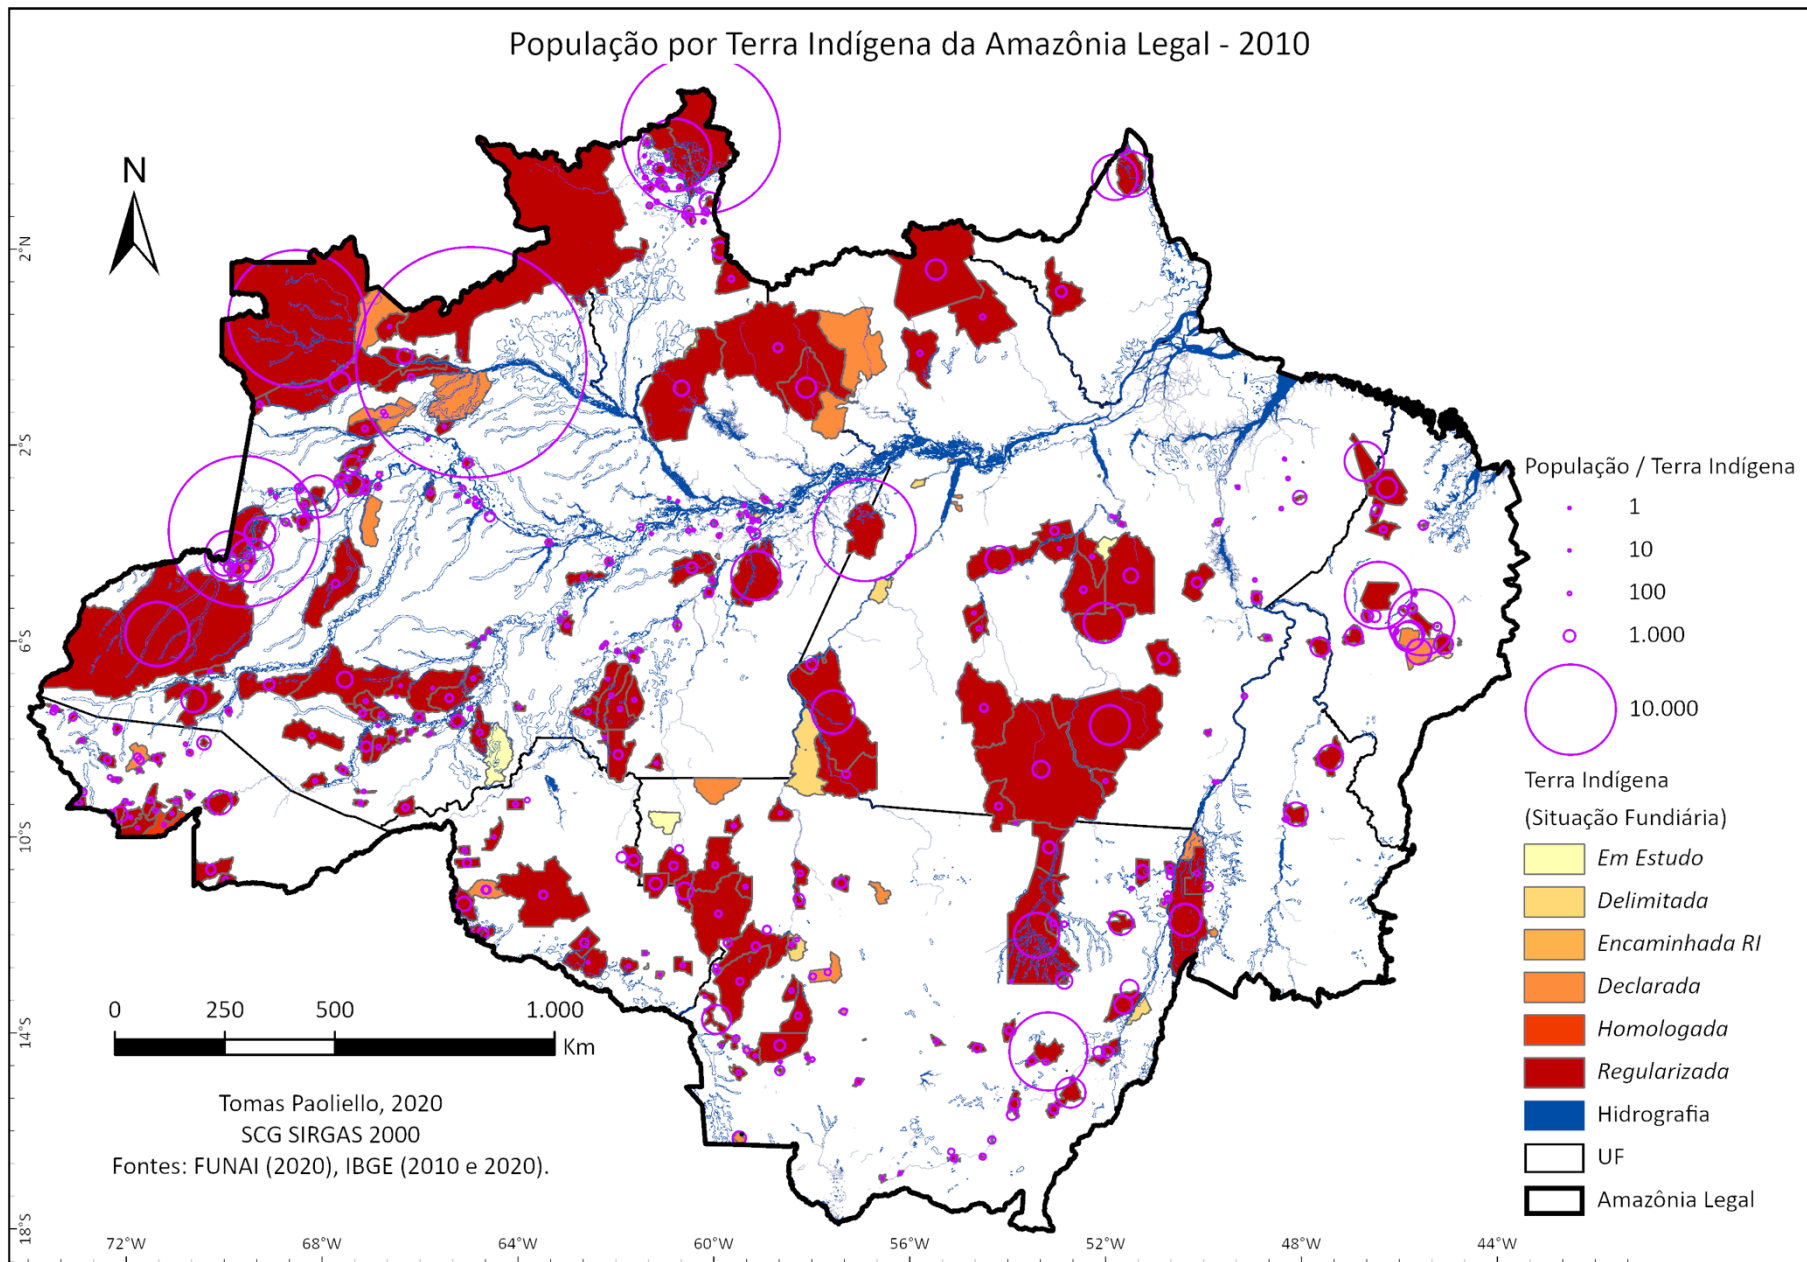 População por Terra Indígena da Amazônia Legal - 2010
N
2°N
2°S
6°S
10°S
14°S
18°S
População / Terra Indígena
1
10
100
1.000
10.000
Terra Indígena
(Situação Fundiária)
Em Estudo
Delimitada
Encaminhada RI
Declarada
Homologada
Regularizada
Hidrografia
UF
Amazônia Legal
0 250 500 1.000
Km
Tomas Paoliello, 2020
SCG SIRGAS 2000
Fontes: FUNAI (2020), IBGE (2010 e 2020).
72°W 68°W 64°W 60°W 56°W 52°W 48°W 44°W